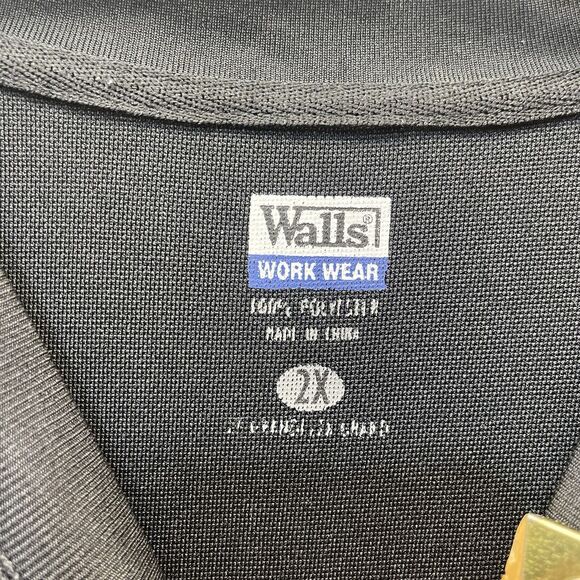 Walls®
WORK WEAR
100% POLYESTER
MADE IN CHINA
2X